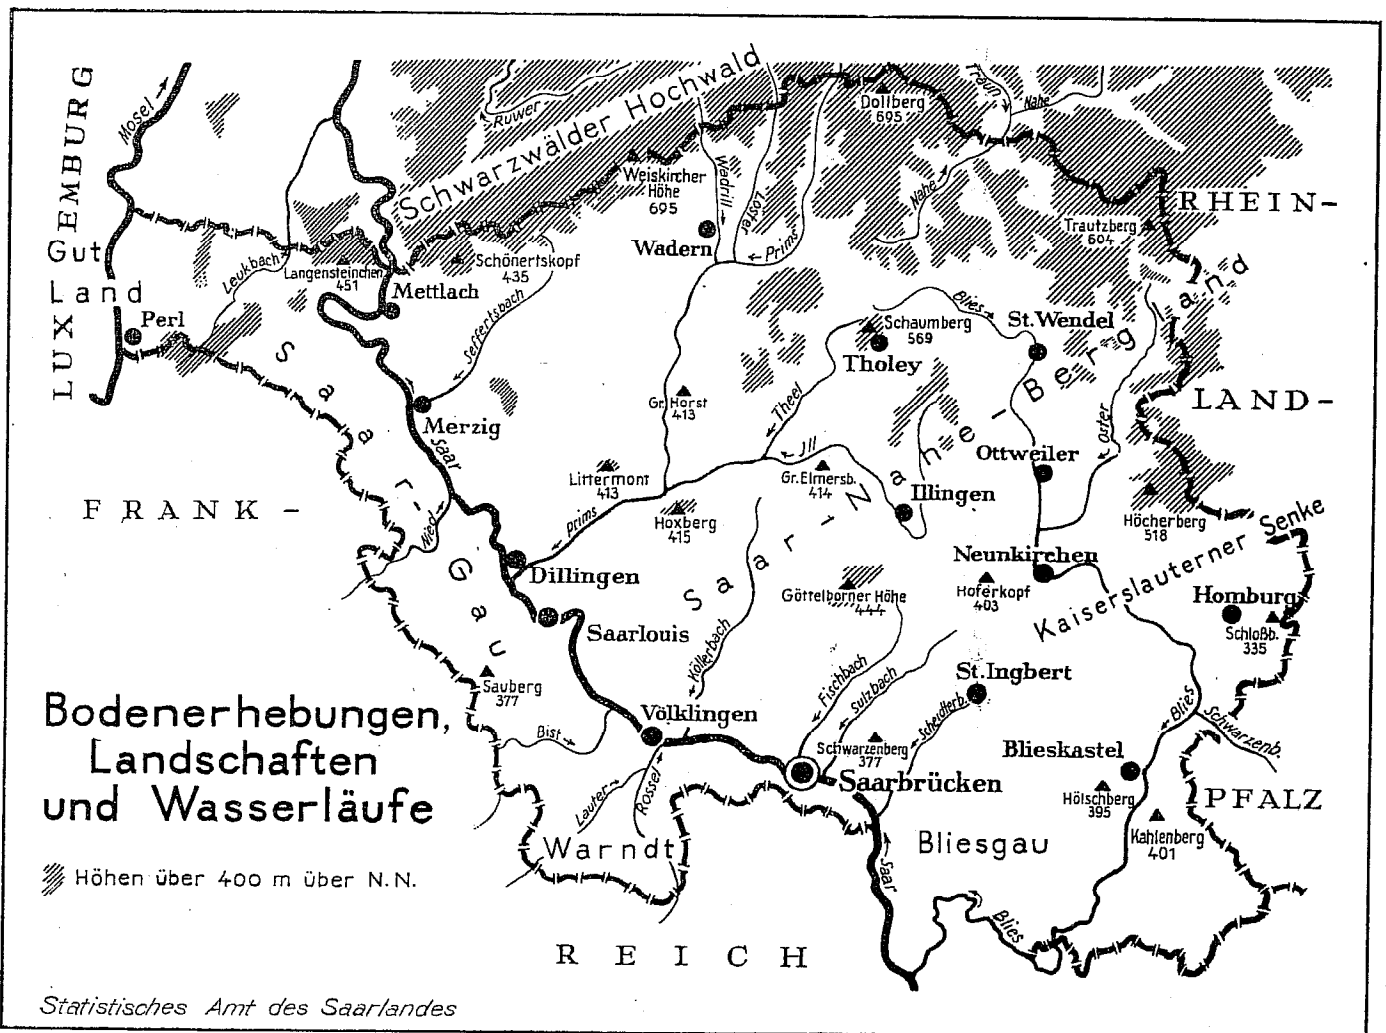 LUXEMBURG
Mosel
Gut
Land
Perl
Leukbach
Langensteinchen
451
Mettlach
Ruwer
Schwarzwälder Hochwald
Schönertskopf
435
Seffertsbach
Weiskircher
Höhe
695
Wadern
Wadrill
Löster
Prims
Dollberg
695
Traun
Nahe
Nahe
Trautzberg
604
RHEIN-
LAND-
PFALZ
Saar-Gau
Merzig
Saar
Gr. Horst
413
Schaumberg
569
Tholey
Theel
Blies
St. Wendel
Saar-Nahe-Bergland
Oster
Ottweiler
Jll
Gr. Elmersb.
414
Illingen
Littermont
413
Hoxberg
415
Prims
Höcherberg
518
Kaiserslauterner Senke
FRANK-
Nied
Dillingen
Saarlouis
Göttelborner Höhe
444
Neunkirchen
Hoferkopf
403
Homburg
Schloßb.
335
Sauberg
377
Köllerbach
Fischbach
Sulzbach
St. Ingbert
Scheidterb.
Blies
Schwarzenb.
Bist
Völklingen
Schwarzenberg
377
Saarbrücken
Blieskastel
Hölschberg
395
Kahlenberg
401
Lauter
Rossel
Warndt
Bliesgau
Saar
Blies
REICH
Bodenerhebungen,
Landschaften
und Wasserläufe
Höhen über 400 m über N.N.
Statistisches Amt des Saarlandes